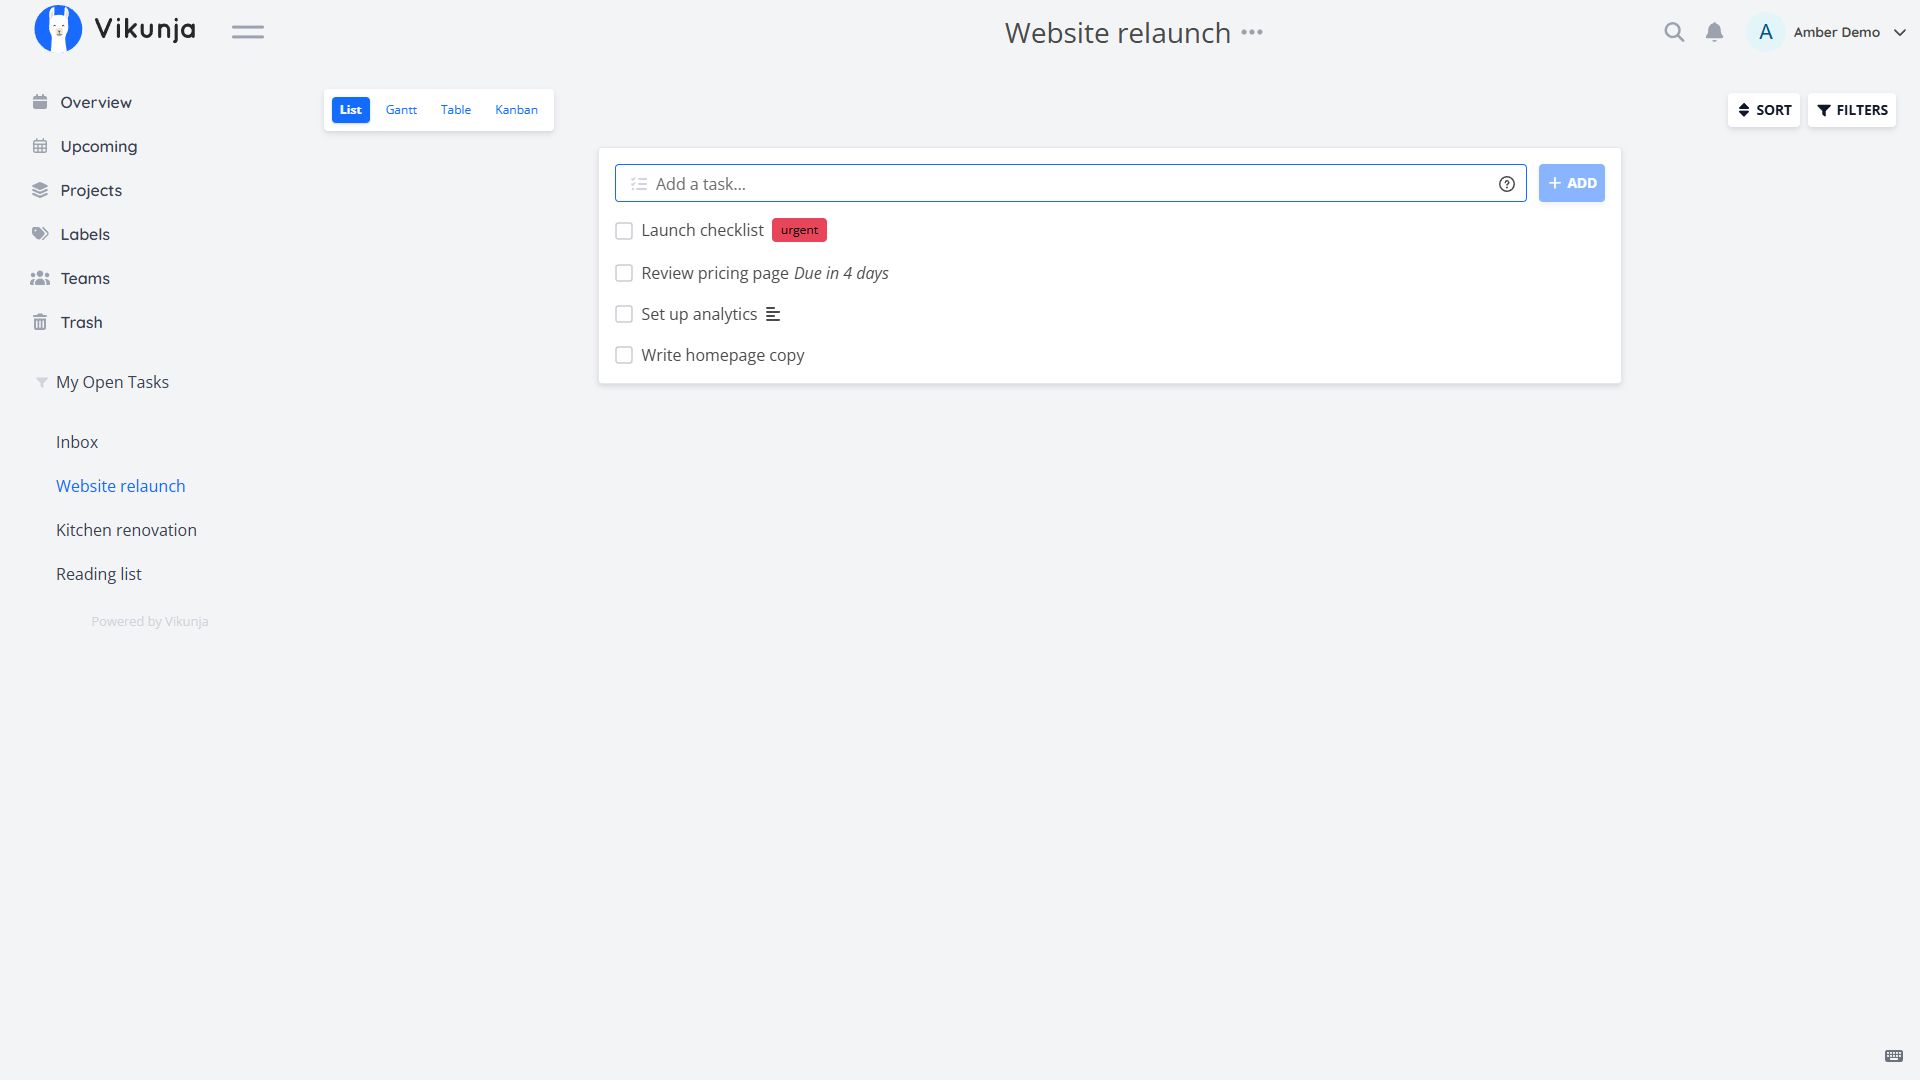 Vikunja
Website relaunch
A
Amber Demo
Overview
Upcoming
Projects
Labels
Teams
Trash
My Open Tasks
Inbox
Website relaunch
Kitchen renovation
Reading list
Powered by Vikunja
List
Gantt
Table
Kanban
SORT
FILTERS
Add a task...
ADD
Launch checklist urgent
Review pricing page Due in 4 days
Set up analytics
Write homepage copy